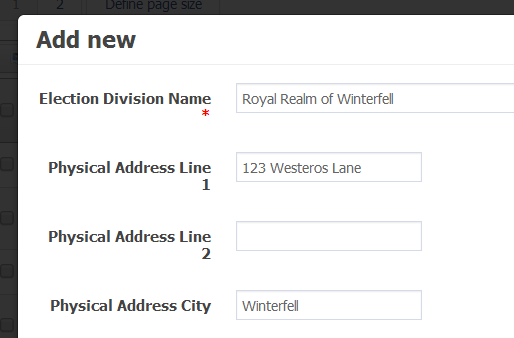 1 2 Define page size
Add new
Election Division Name Royal Realm of Winterfell
*
Physical Address Line 123 Westeros Lane
1
Physical Address Line
2
Physical Address City Winterfell